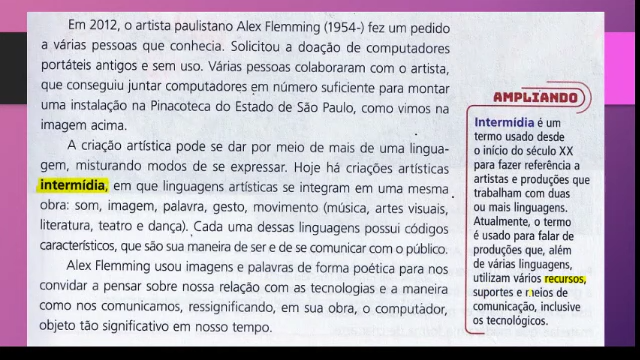 Em 2012, o artista paulistano Alex Flemming (1954-) fez um pedido
a várias pessoas que conhecia. Solicitou a doação de computadores
portáteis antigos e sem uso. Várias pessoas colaboraram com o artista,
que conseguiu juntar computadores em número suficiente para montar
uma instalação na Pinacoteca do Estado de São Paulo, como vimos na
imagem acima.
A criação artística pode se dar por meio de mais de uma lingua-
gem, misturando modos de se expressar. Hoje há criações artísticas
intermídia, em que linguagens artísticas se integram em uma mesma
obra: som, imagem, palavra, gesto, movimento (música, artes visuais,
literatura, teatro e dança). Cada uma dessas linguagens possui códigos
característicos, que são sua maneira de ser e de se comunicar com o público.
Alex Flemming usou imagens e palavras de forma poética para nos
convidar a pensar sobre nossa relação com as tecnologias e a maneira
como nos comunicamos, ressignificando, em sua obra, o computador,
objeto tão significativo em nosso tempo.
AMPLIANDO
Intermídia é um
termo usado desde
o início do século XX
para fazer referência a
artistas e produções que
trabalham com duas
ou mais linguagens.
Atualmente, o termo
é usado para falar de
produções que, além
de várias linguagens,
utilizam vários recursos,
suportes e meios de
comunicação, inclusive
os tecnológicos.